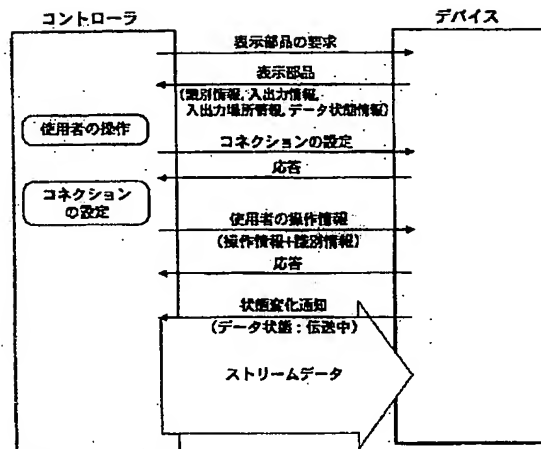 コントローラ
デバイス
表示部品の要求
表示部品
(識別情報, 入出力情報,
入出力場所情報, データ状態情報)
使用者の操作
コネクションの設定
応答
コネクション
の設定
使用者の操作情報
(操作情報+識別情報)
応答
状態変化通知
(データ状態：伝送中)
ストリームデータ